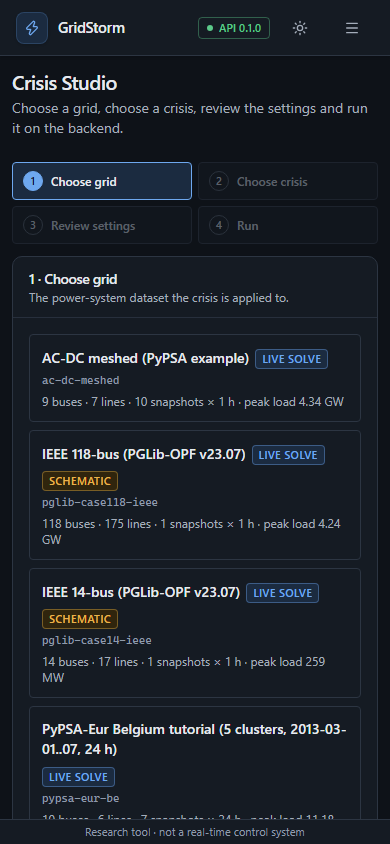 GridStorm
API 0.1.0
Crisis Studio
Choose a grid, choose a crisis, review the settings and run
it on the backend.
1 Choose grid
2 Choose crisis
3 Review settings
4 Run
1 · Choose grid
The power-system dataset the crisis is applied to.
AC-DC meshed (PyPSA example) LIVE SOLVE
ac-dc-meshed
9 buses · 7 lines · 10 snapshots × 1 h · peak load 4.34 GW
IEEE 118-bus (PGLib-OPF v23.07) LIVE SOLVE
SCHEMATIC
pglib-case118-ieee
118 buses · 175 lines · 1 snapshots × 1 h · peak load 4.24
GW
IEEE 14-bus (PGLib-OPF v23.07) LIVE SOLVE
SCHEMATIC
pglib-case14-ieee
14 buses · 17 lines · 1 snapshots × 1 h · peak load 259
MW
PyPSA-Eur Belgium tutorial (5 clusters, 2013-03-
01..07, 24 h)
LIVE SOLVE
pypsa-eur-be
Research tool · not a real-time control system